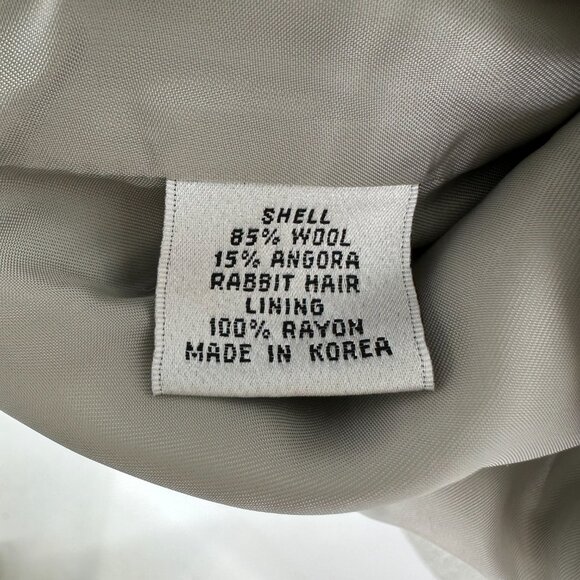 SHELL
85% WOOL
15% ANGORA
RABBIT HAIR
LINING
100% RAYON
MADE IN KOREA